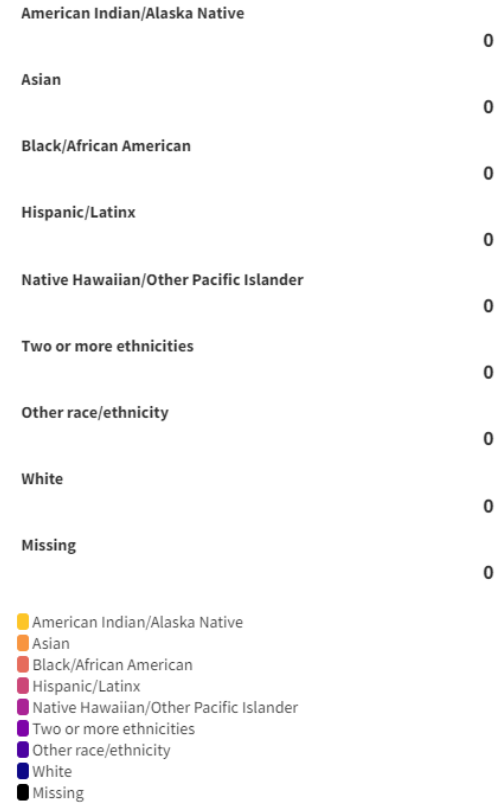 American Indian/Alaska Native
0
Asian
0
Black/African American
0
Hispanic/Latinx
0
Native Hawaiian/Other Pacific Islander
0
Two or more ethnicities
0
Other race/ethnicity
0
White
0
Missing
0
American Indian/Alaska Native
Asian
Black/African American
Hispanic/Latinx
Native Hawaiian/Other Pacific Islander
Two or more ethnicities
Other race/ethnicity
White
Missing